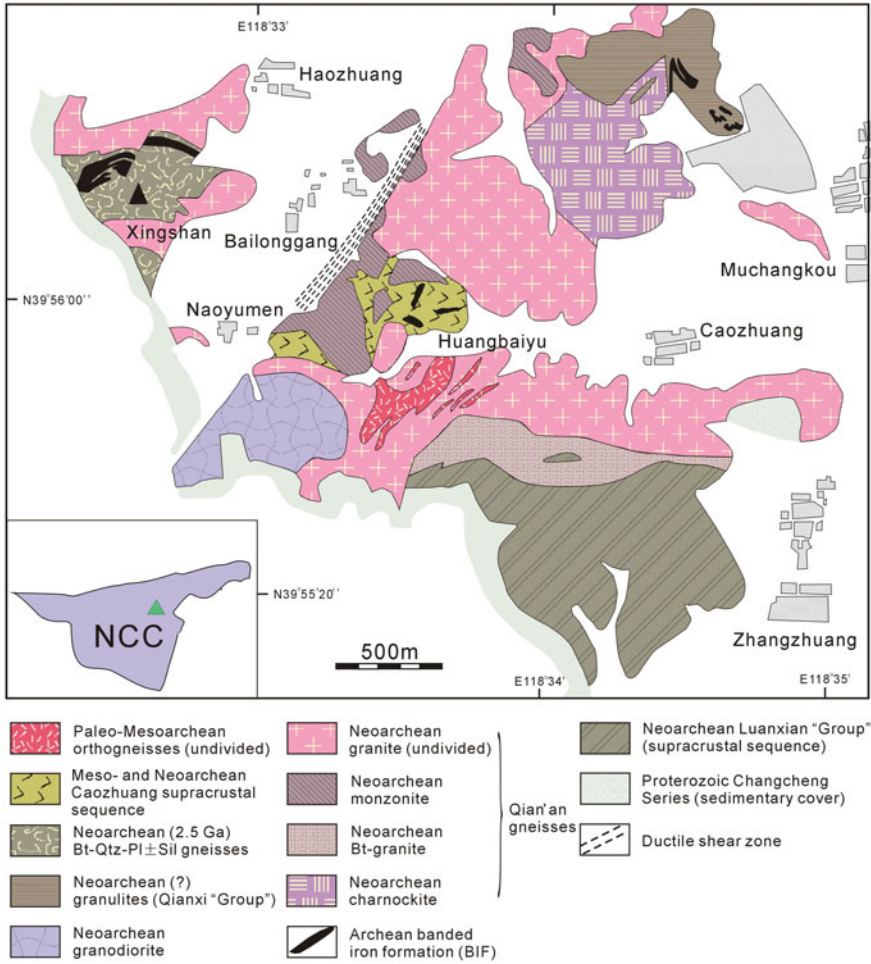 E118°33'
Haozhuang
Xingshan
Bailonggang
Muchangkou
N39°56'00''
Naoyumen
Huangbaiyu
Caozhuang
NCC
N39°55'20''
500m
Zhangzhuang
E118°34'
E118°35'
Paleo-Mesoarchean
orthogneisses (undivided)
Meso- and Neoarchean
Caozhuang supracrustal
sequence
Neoarchean (2.5 Ga)
Bt-Qtz-Pl±Sil gneisses
Neoarchean (?)
granulites (Qianxi “Group”)
Neoarchean
granodiorite
Neoarchean
granite (undivided)
Neoarchean
monzonite
Neoarchean
Bt-granite
Neoarchean
charnockite
Archean banded
iron formation (BIF)
Qian'an
gneisses
Neoarchean Luanxian “Group”
(supracrustal sequence)
Proterozoic Changcheng
Series (sedimentary cover)
Ductile shear zone